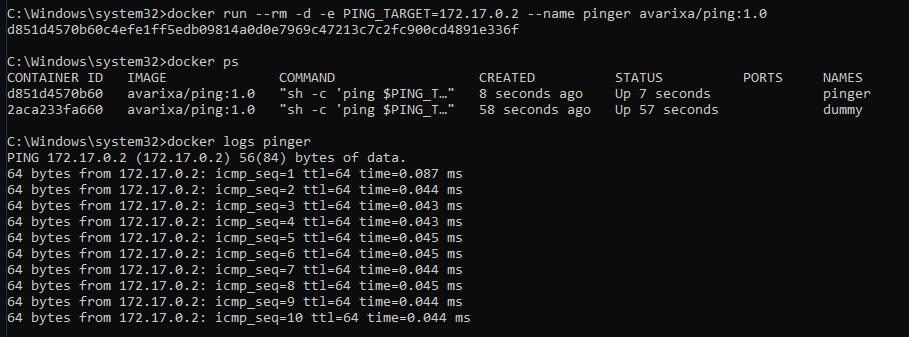 C:\Windows\system32>docker run --rm -d -e PING_TARGET=172.17.0.2 --name pinger avarixa/ping:1.0
d851d4570b60c4efe1ff5edb09814a0d0e7969c47213c7c2fc900cd4891e336f
C:\Windows\system32>docker ps
CONTAINER ID   IMAGE              COMMAND                  CREATED          STATUS          PORTS     NAMES
d851d4570b60   avarixa/ping:1.0   "sh -c 'ping $PING_T…"   8 seconds ago    Up 7 seconds              pinger
2aca233fa660   avarixa/ping:1.0   "sh -c 'ping $PING_T…"   58 seconds ago   Up 57 seconds             dummy
C:\Windows\system32>docker logs pinger
PING 172.17.0.2 (172.17.0.2) 56(84) bytes of data.
64 bytes from 172.17.0.2: icmp_seq=1 ttl=64 time=0.087 ms
64 bytes from 172.17.0.2: icmp_seq=2 ttl=64 time=0.044 ms
64 bytes from 172.17.0.2: icmp_seq=3 ttl=64 time=0.043 ms
64 bytes from 172.17.0.2: icmp_seq=4 ttl=64 time=0.043 ms
64 bytes from 172.17.0.2: icmp_seq=5 ttl=64 time=0.045 ms
64 bytes from 172.17.0.2: icmp_seq=6 ttl=64 time=0.045 ms
64 bytes from 172.17.0.2: icmp_seq=7 ttl=64 time=0.044 ms
64 bytes from 172.17.0.2: icmp_seq=8 ttl=64 time=0.045 ms
64 bytes from 172.17.0.2: icmp_seq=9 ttl=64 time=0.044 ms
64 bytes from 172.17.0.2: icmp_seq=10 ttl=64 time=0.044 ms